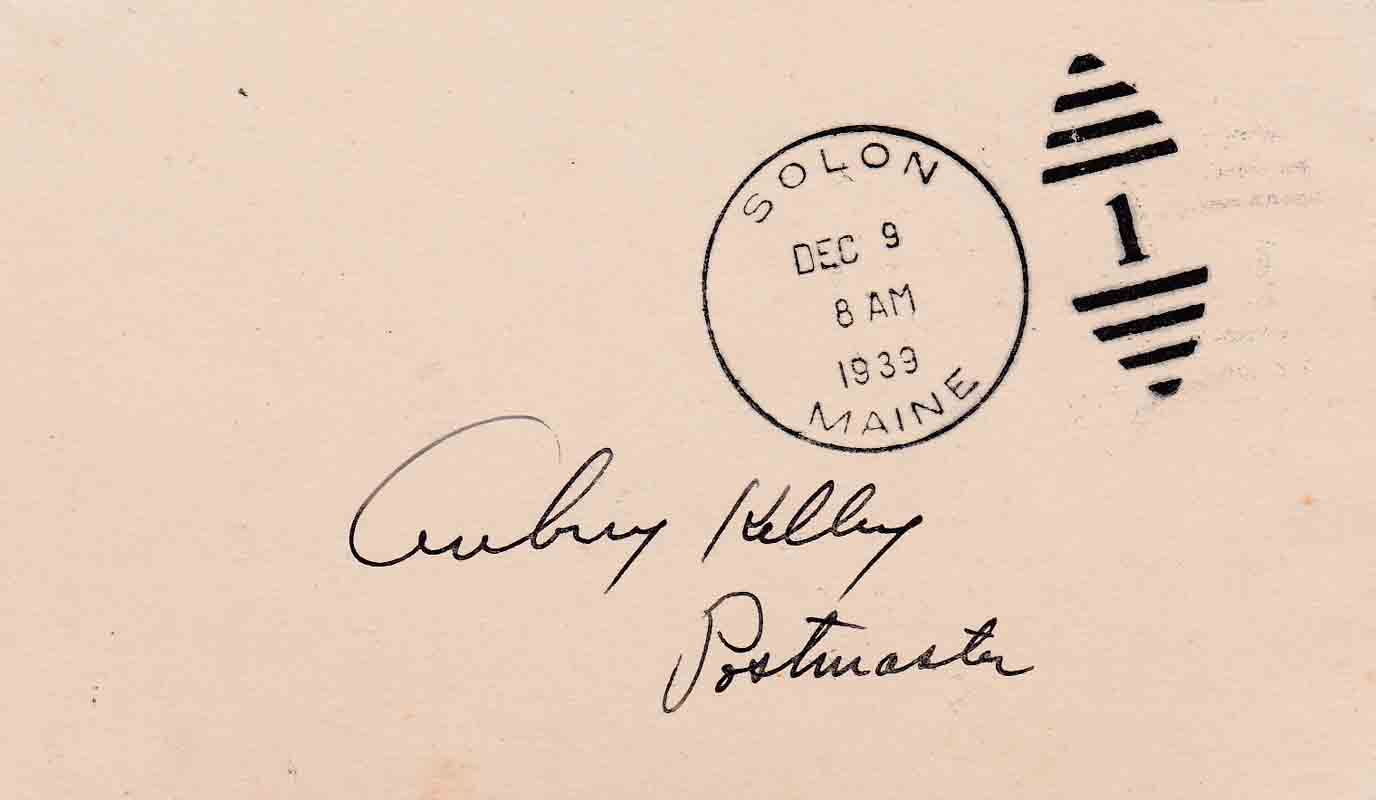 SOLON
DEC 9
8 AM
1939
MAINE
1
Aubrey Kelley
Postmaster